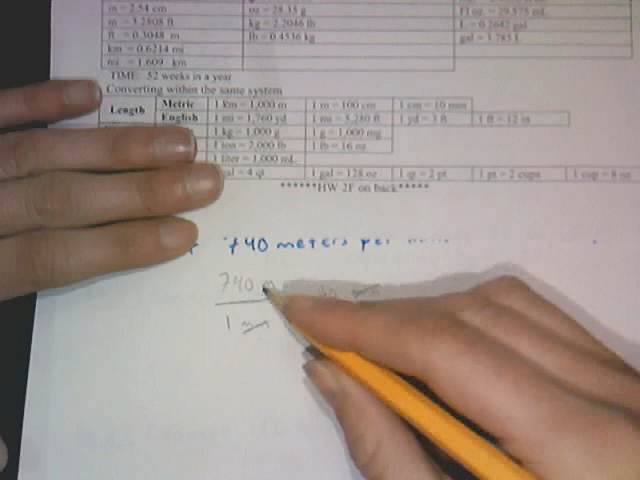 m = 2.54 cm oz = 28.35 g Fl oz = 29.575 mL
m = 3.2808 ft kg = 2.2046 lb L = 0.2642 gal
ft = 0.3048 m lb = 0.4536 kg gal = 3.785 L
km = 0.6214 mi
mi = 1.609 km
TIME: 52 weeks in a year
Converting within the same system
Length Metric 1 km = 1,000 m 1 m = 100 cm 1 cm = 10 mm
English 1 mi = 1,760 yd 1 mi = 5,280 ft 1 yd = 3 ft 1 ft = 12 in
1 kg = 1,000 g 1 g = 1,000 mg
1 ton = 2,000 lb 1 lb = 16 oz
1 liter = 1,000 mL
gal = 4 qt 1 gal = 128 oz 1 qt = 2 pt 1 pt = 2 cups 1 cup = 8 oz
******HW 2F on back*****
740 meters per
740 m
1 min